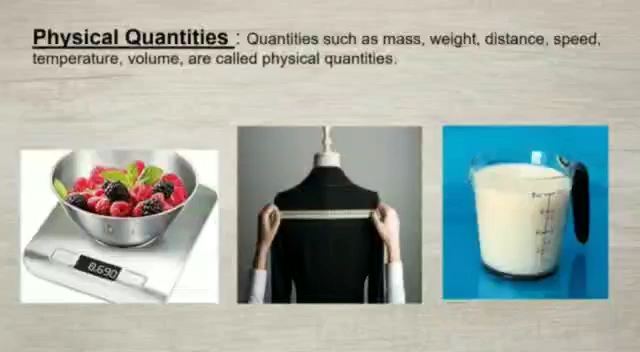 Physical Quantities : Quantities such as mass, weight, distance, speed,
temperature, volume, are called physical quantities.
8.690